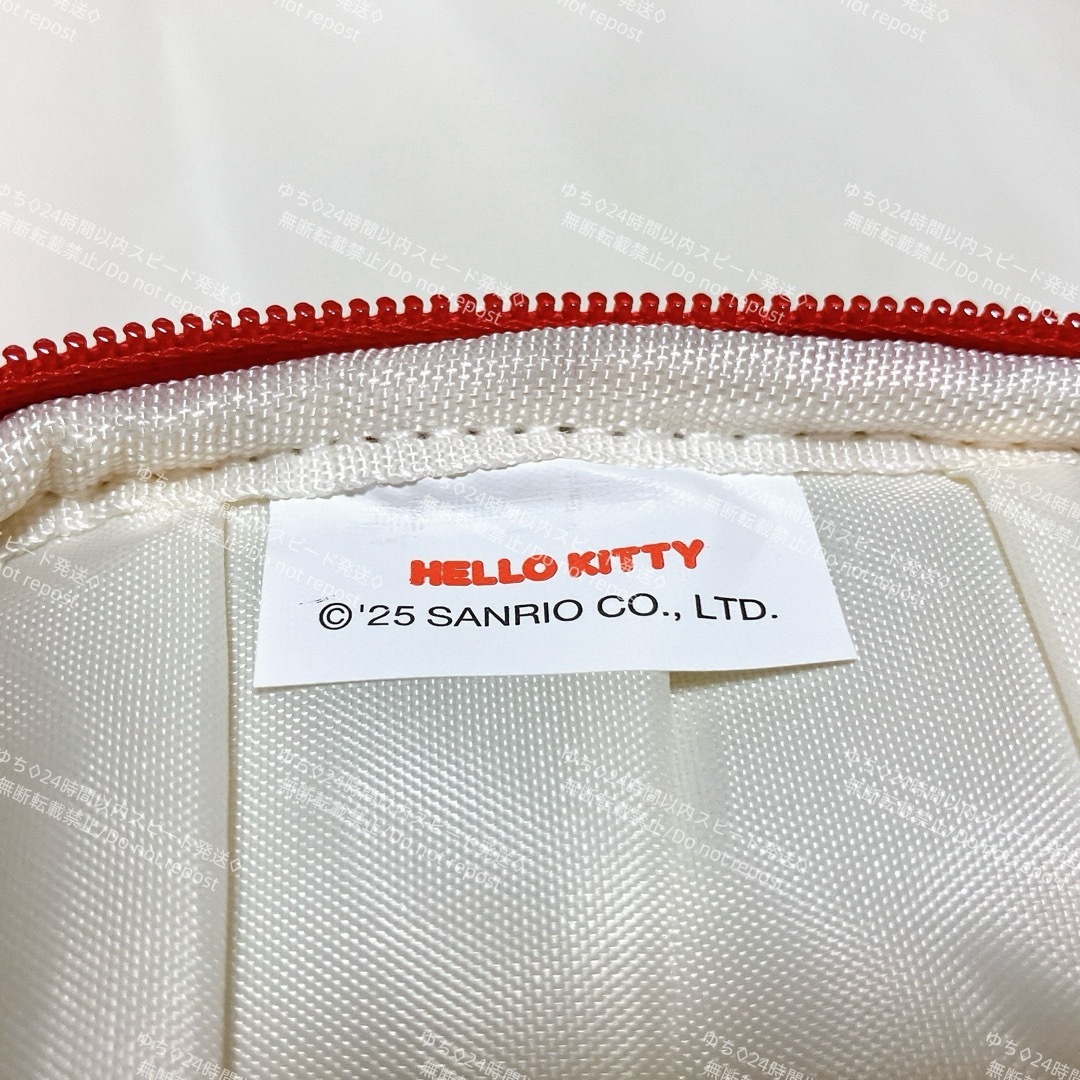 HELLO KITTY
©'25 SANRIO CO., LTD.
ゆち◇24時間以内スピード発送◇
無断転載禁止/Do not repost